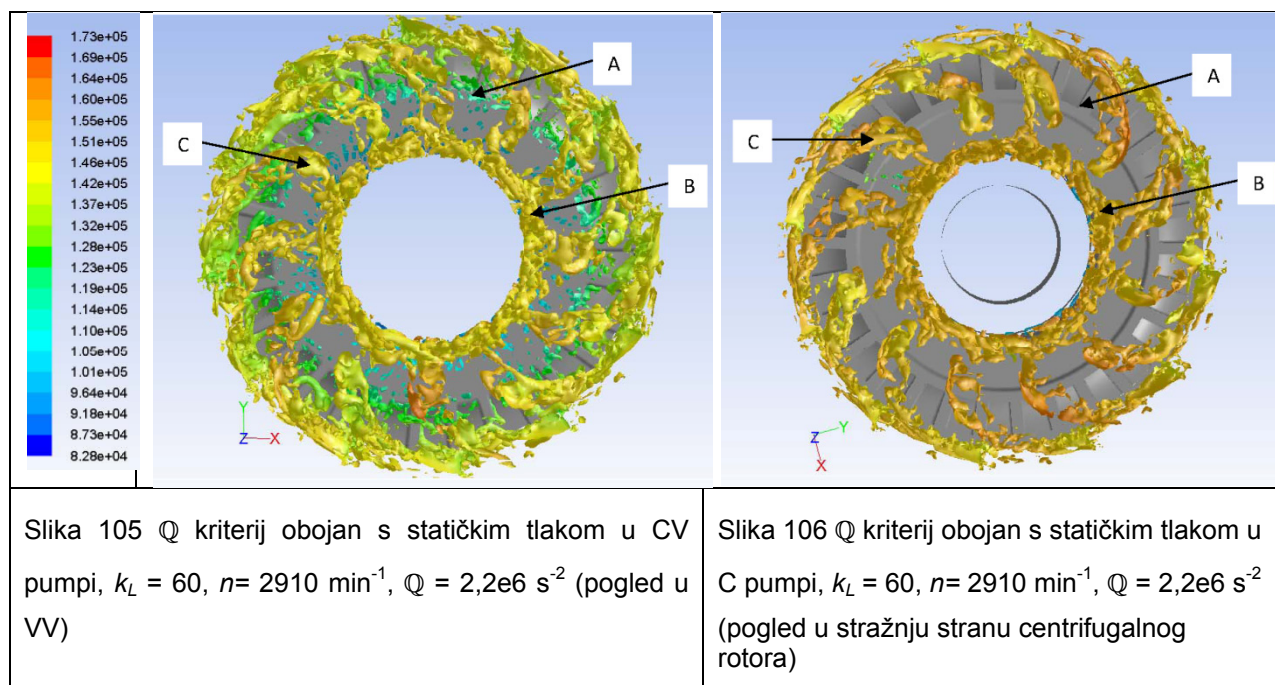 1.73e+05
1.69e+05
1.64e+05
1.60e+05
1.55e+05
1.51e+05
1.46e+05
1.42e+05
1.37e+05
1.32e+05
1.28e+05
1.23e+05
1.19e+05
1.14e+05
1.10e+05
1.05e+05
1.01e+05
9.64e+04
9.18e+04
8.73e+04
8.28e+04
A
C
B
Y
Z
X
A
C
B
Z
Y
X
Slika 105 ℚ kriterij obojan s statičkim tlakom u CV
pumpi, k_L = 60, n= 2910 min⁻¹, ℚ = 2,2e6 s⁻² (pogled u
VV)
Slika 106 ℚ kriterij obojan s statičkim tlakom u
C pumpi, k_L = 60, n= 2910 min⁻¹, ℚ = 2,2e6 s⁻²
(pogled u stražnju stranu centrifugalnog
rotora)